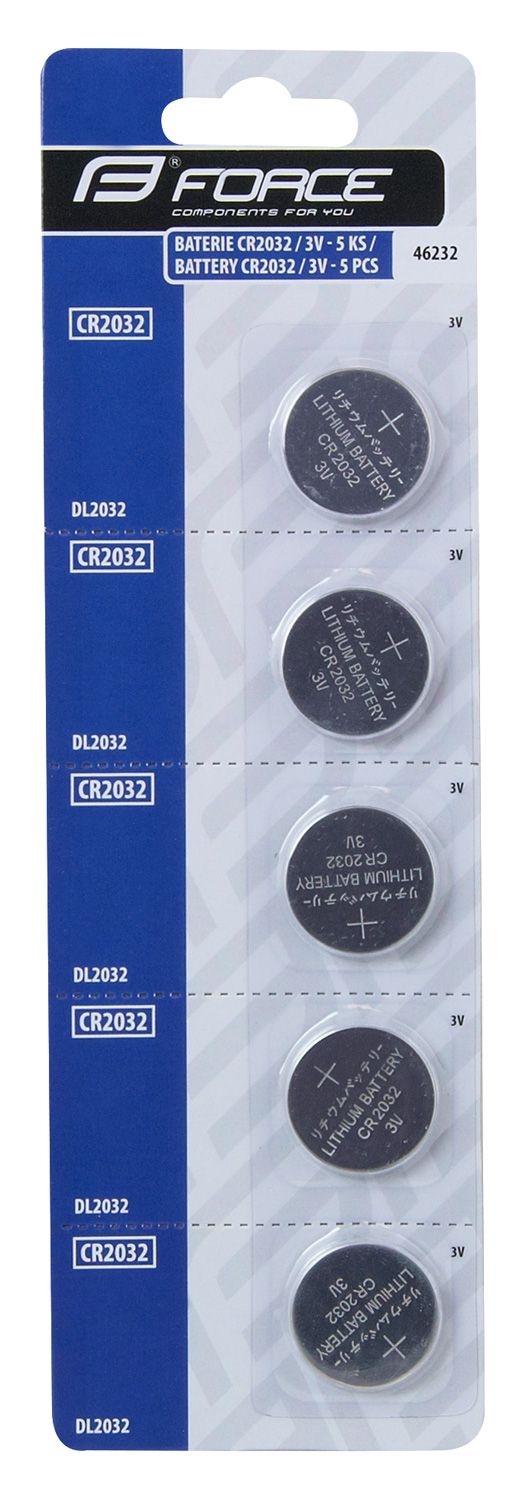 FORCE®
COMPONENTS FOR YOU
BATERIE CR2032 / 3V - 5 KS /
BATTERY CR2032 / 3V - 5 PCS
46232
CR2032
3V
リチウムバッテリー
LITHIUM BATTERY
CR2032
3V
DL2032
CR2032
3V
リチウムバッテリー
LITHIUM BATTERY
CR2032
3V
DL2032
CR2032
3V
リチウムバッテリー
LITHIUM BATTERY
CR2032
3V
DL2032
CR2032
3V
リチウムバッテリー
LITHIUM BATTERY
CR2032
3V
DL2032
CR2032
3V
リチウムバッテリー
LITHIUM BATTERY
CR2032
3V
DL2032